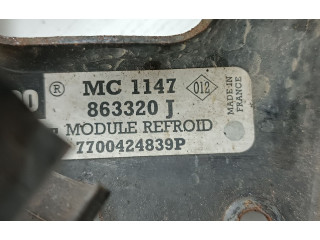 ® MC 1147 012
863320 J
MODULE REFROID
7700424839P
MADE IN
FRANCE